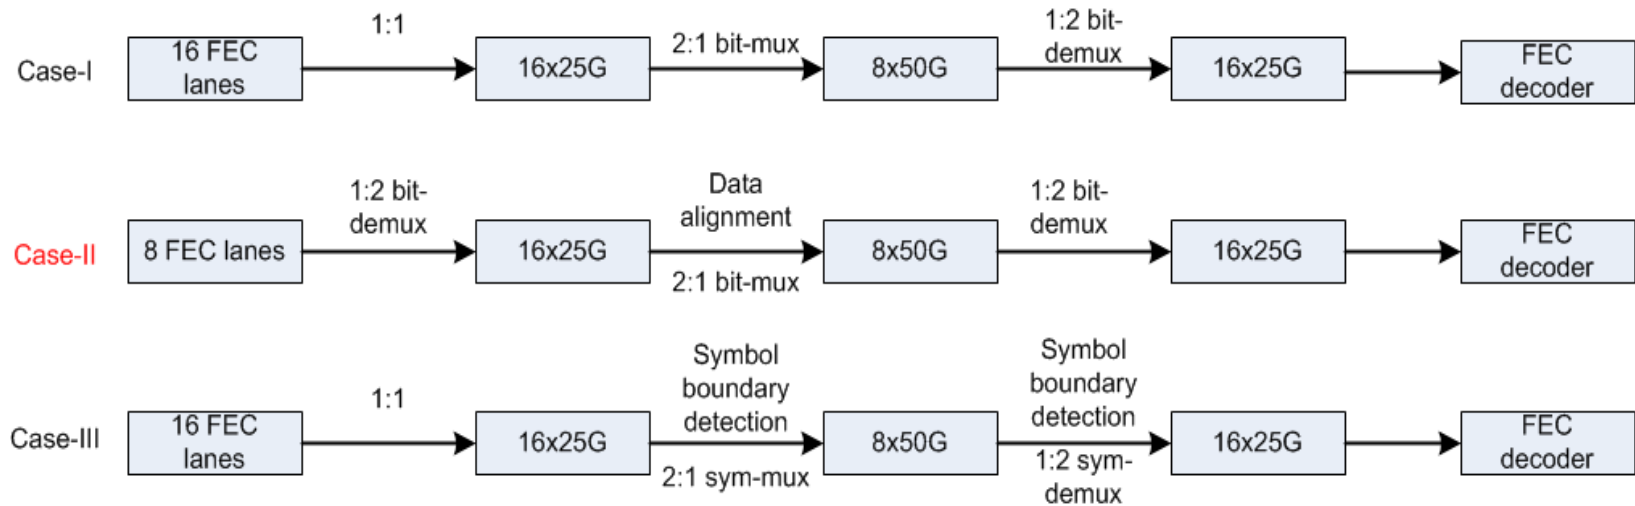 Case-I
16 FEC
lanes
1:1
16x25G
2:1 bit-mux
8x50G
1:2 bit-
demux
16x25G
FEC
decoder
Case-II
8 FEC lanes
1:2 bit-
demux
16x25G
Data
alignment
2:1 bit-mux
8x50G
1:2 bit-
demux
16x25G
FEC
decoder
Case-III
16 FEC
lanes
1:1
16x25G
Symbol
boundary
detection
2:1 sym-mux
8x50G
Symbol
boundary
detection
1:2 sym-
demux
16x25G
FEC
decoder